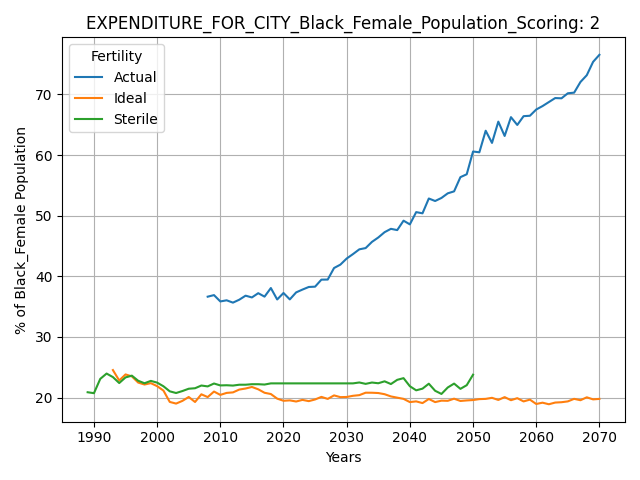 EXPENDITURE_FOR_CITY_Black_Female_Population_Scoring: 2
Fertility
Actual
Ideal
Sterile
% of Black_Female Population
70
60
50
40
30
20
1990 2000 2010 2020 2030 2040 2050 2060 2070
Years